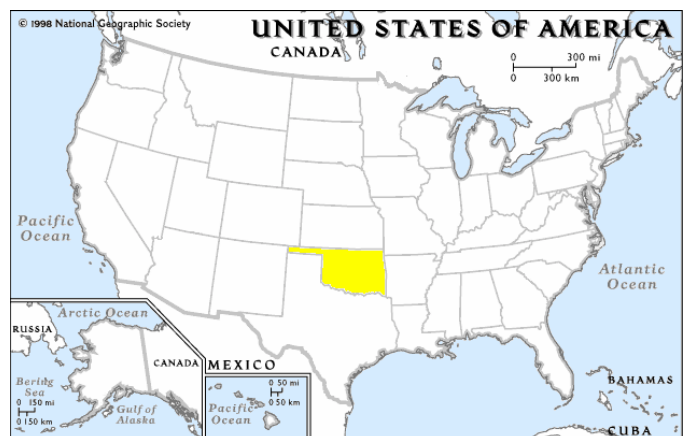 © 1998 National Geographic Society
UNITED STATES OF AMERICA
CANADA
0 300 mi
0 300 km
Pacific
Ocean
Atlantic
Ocean
Arctic Ocean
RUSSIA
CANADA
MEXICO
Bering
Sea
0 150 mi
0 150 km
Gulf of
Alaska
0 50 mi
0 50 km
Pacific
Ocean
BAHAMAS
CUBA